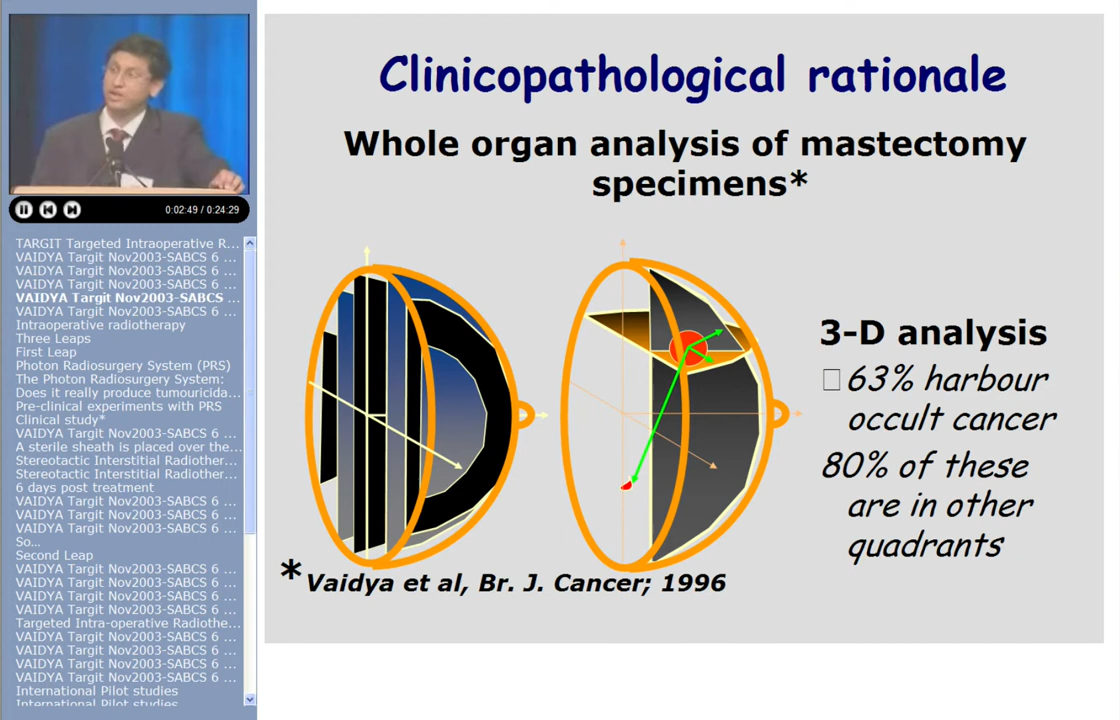 0:02:49 / 0:24:29
TARGIT Targeted Intraoperative R...
VAIDYA Targit Nov2003-SABCS 6 ...
VAIDYA Targit Nov2003-SABCS 6 ...
VAIDYA Targit Nov2003-SABCS 6 ...
VAIDYA Targit Nov2003-SABCS ...
VAIDYA Targit Nov2003-SABCS 6 ...
Intraoperative radiotherapy
Three Leaps
First Leap
Photon Radiosurgery System (PRS)
The Photon Radiosurgery System:
Does it really produce tumouricida...
Pre-clinical experiments with PRS
Clinical study*
VAIDYA Targit Nov2003-SABCS 6 ...
A sterile sheath is placed over the...
Stereotactic Interstitial Radiother...
Stereotactic Interstitial Radiother...
6 days post treatment
VAIDYA Targit Nov2003-SABCS 6 ...
VAIDYA Targit Nov2003-SABCS 6 ...
VAIDYA Targit Nov2003-SABCS 6 ...
So...
Second Leap
VAIDYA Targit Nov2003-SABCS 6 ...
VAIDYA Targit Nov2003-SABCS 6 ...
VAIDYA Targit Nov2003-SABCS 6 ...
VAIDYA Targit Nov2003-SABCS 6 ...
Targeted Intra-operative Radiothe...
VAIDYA Targit Nov2003-SABCS 6 ...
VAIDYA Targit Nov2003-SABCS 6 ...
VAIDYA Targit Nov2003-SABCS 6 ...
VAIDYA Targit Nov2003-SABCS 6 ...
International Pilot studies
International Pilot studies
Clinicopathological rationale
Whole organ analysis of mastectomy
specimens*
3-D analysis
63% harbour
occult cancer
80% of these
are in other
quadrants
*Vaidya et al, Br. J. Cancer; 1996